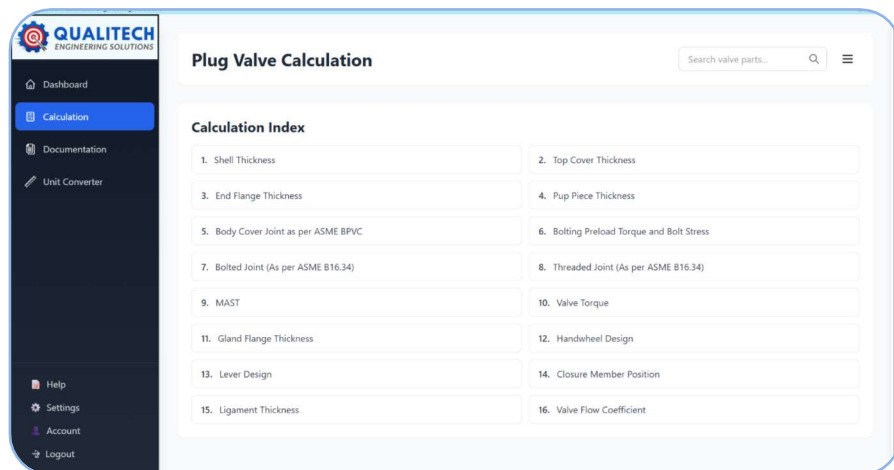 QUALITECH
ENGINEERING SOLUTIONS
Dashboard
Calculation
Documentation
Unit Converter
Help
Settings
Account
Logout
Plug Valve Calculation
Search valve parts...
Calculation Index
1. Shell Thickness
2. Top Cover Thickness
3. End Flange Thickness
4. Pup Piece Thickness
5. Body Cover Joint as per ASME BPVC
6. Bolting Preload Torque and Bolt Stress
7. Bolted Joint (As per ASME B16.34)
8. Threaded Joint (As per ASME B16.34)
9. MAST
10. Valve Torque
11. Gland Flange Thickness
12. Handwheel Design
13. Lever Design
14. Closure Member Position
15. Ligament Thickness
16. Valve Flow Coefficient